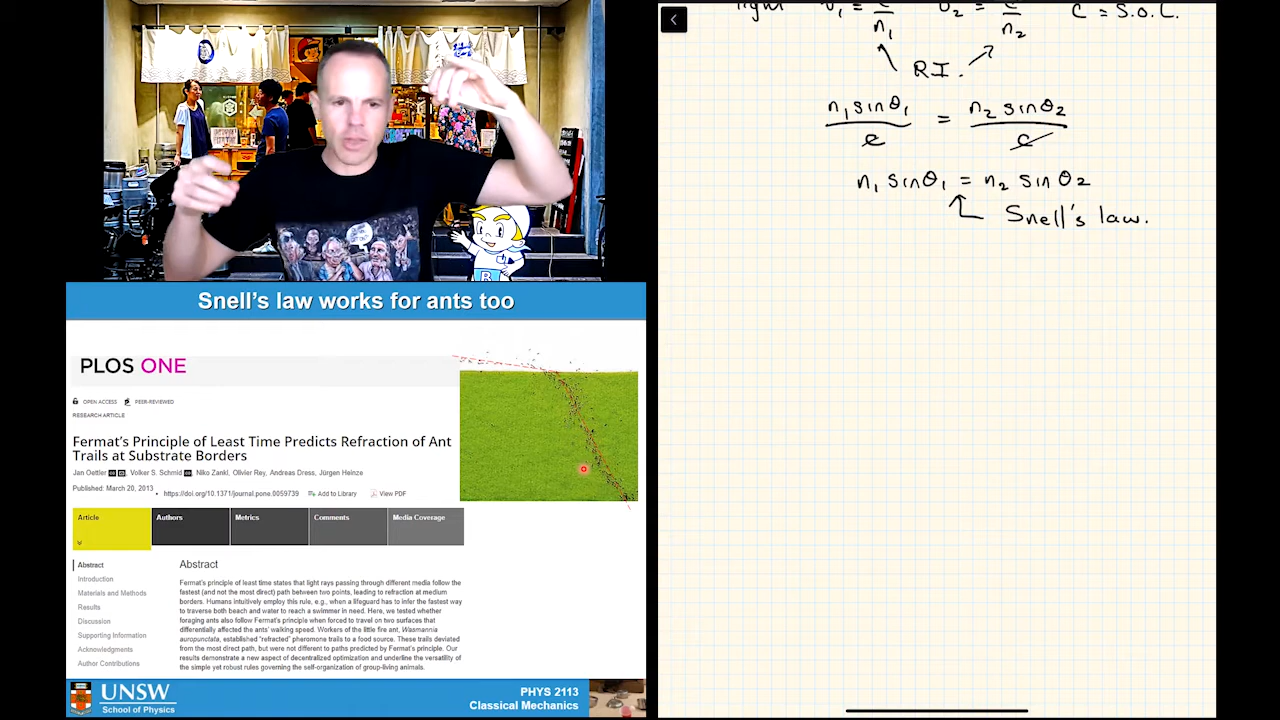 light v₁ = c/n₁ v₂ = c/n₂ C = S.O.L.
R.I.
n₁ sinθ₁ / c = n₂ sinθ₂ / c
n₁ sinθ₁ = n₂ sinθ₂
Snell's law.
Snell's law works for ants too
PLOS ONE
OPEN ACCESS PEER-REVIEWED
RESEARCH ARTICLE
Fermat's Principle of Least Time Predicts Refraction of Ant
Trails at Substrate Borders
Jan Oettler, Volker S. Schmid, Niko Zankl, Olivier Rey, Andreas Dress, Jürgen Heinze
Published: March 20, 2013 • https://doi.org/10.1371/journal.pone.0059739 Add to Library View PDF
Article Authors Metrics Comments Media Coverage
Abstract
Introduction
Materials and Methods
Results
Discussion
Supporting Information
Acknowledgments
Author Contributions
Abstract
Fermat's principle of least time states that light rays passing through different media follow the
fastest (and not the most direct) path between two points, leading to refraction at medium
borders. Humans intuitively employ this rule, e.g., when a lifeguard has to infer the fastest way
to traverse both beach and water to reach a swimmer in need. Here, we tested whether
foraging ants also follow Fermat's principle when forced to travel on two surfaces that
differentially affected the ants' walking speed. Workers of the little fire ant, Wasmannia
auropunctata, established "refracted" pheromone trails to a food source. These trails deviated
from the most direct path, but were not different to paths predicted by Fermat's principle. Our
results demonstrate a new aspect of decentralized optimization and underline the versatility of
the simple yet robust rules governing the self-organization of group-living animals.
UNSW
School of Physics
PHYS 2113
Classical Mechanics